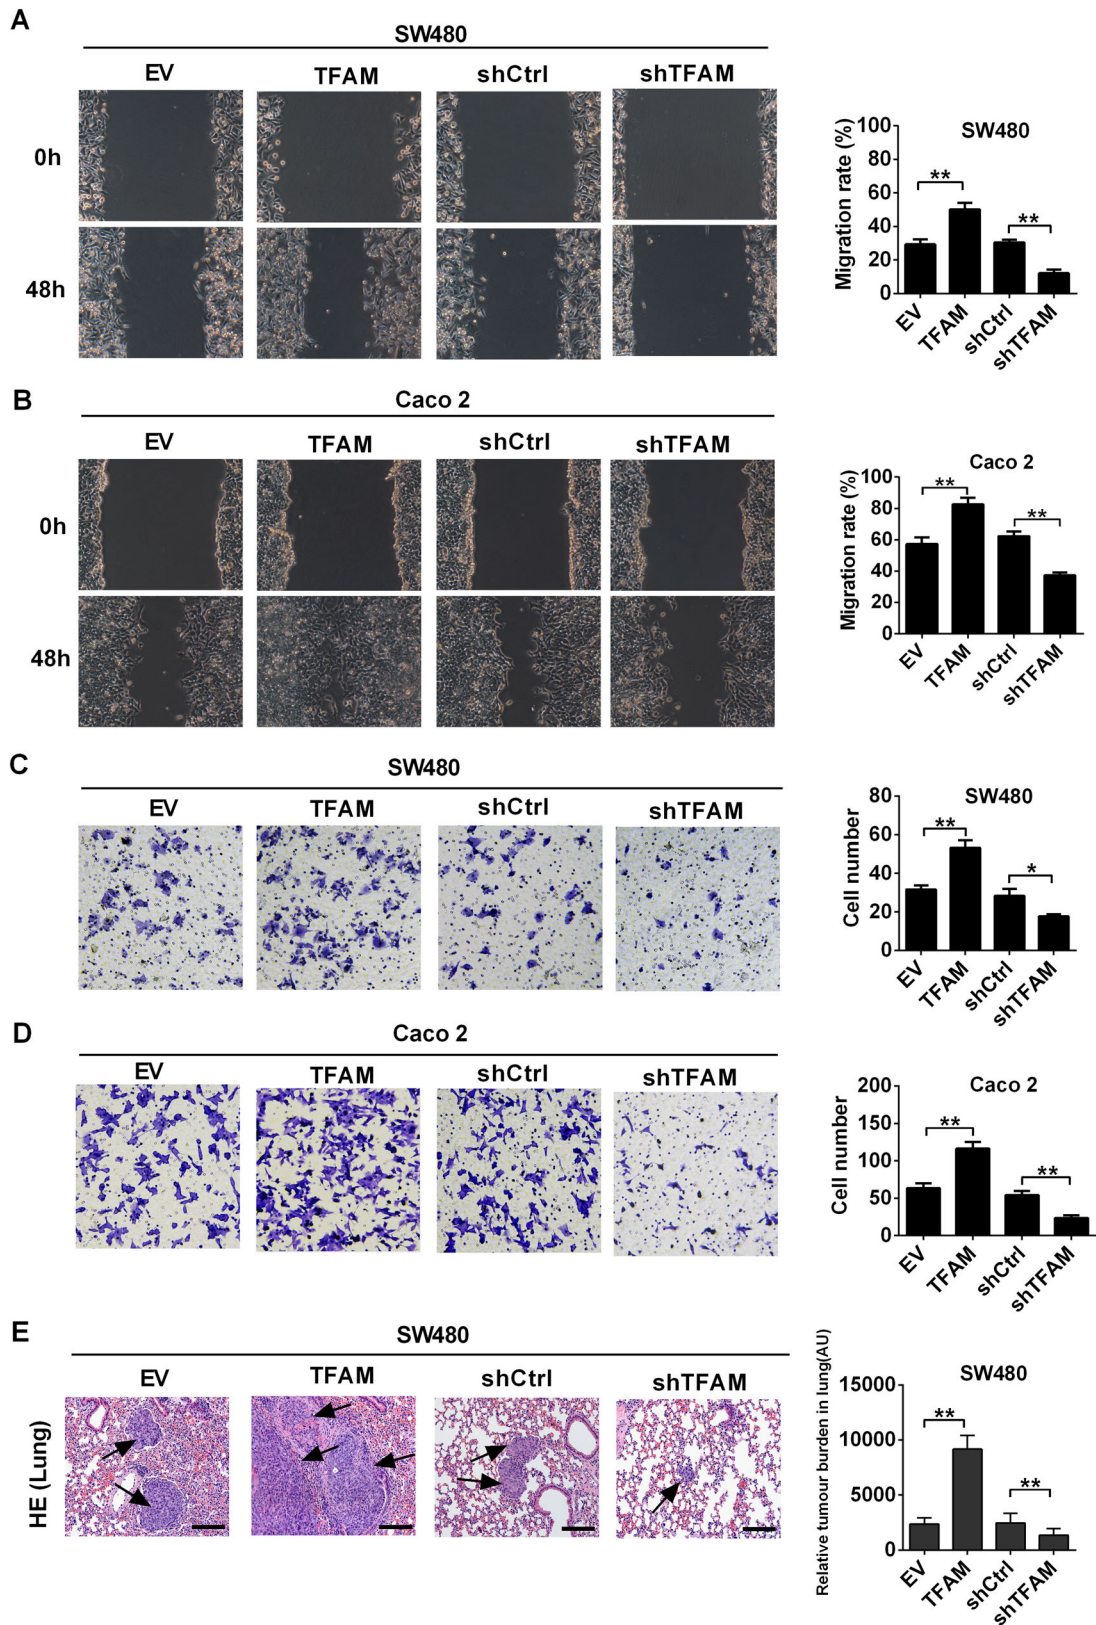 A
SW480
EV TFAM shCtrl shTFAM
0h
48h
SW480
Migration rate (%)
100
80
60
40
20
0
** **
EV TFAM shCtrl shTFAM
B
Caco 2
EV TFAM shCtrl shTFAM
0h
48h
Caco 2
Migration rate (%)
100
80
60
40
20
0
** **
EV TFAM shCtrl shTFAM
C
SW480
EV TFAM shCtrl shTFAM
SW480
Cell number
80
60
40
20
0
** *
EV TFAM shCtrl shTFAM
D
Caco 2
EV TFAM shCtrl shTFAM
Caco 2
Cell number
200
150
100
50
0
** **
EV TFAM shCtrl shTFAM
E
SW480
EV TFAM shCtrl shTFAM
HE (Lung)
SW480
Relative tumour burden in lung(AU)
15000
10000
5000
0
** **
EV TFAM shCtrl shTFAM